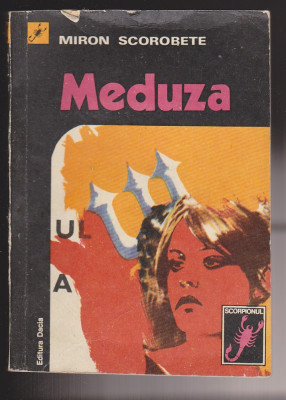 MIRON SCOROBETE
Meduza
UL
A
SCORPIONUL
Editura Dacia